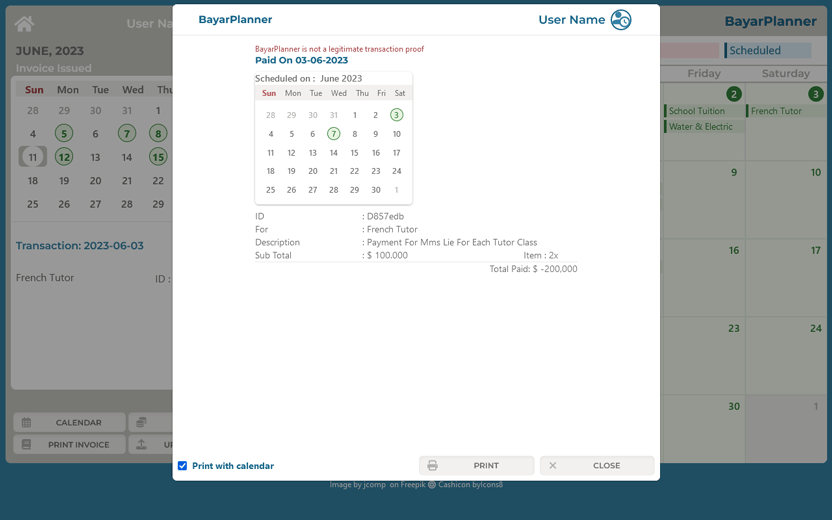 User Na
BayarPlanner
JUNE, 2023
Invoice Issued
Sun Mon Tue Wed Thu
28 29 30 31 1
4 5 6 7 8
11 12 13 14 15
18 19 20 21 22
25 26 27 28 29
Transaction: 2023-06-03
French Tutor ID :
CALENDAR
PRINT INVOICE
BayarPlanner
User Name
BayarPlanner is not a legitimate transaction proof
Paid On 03-06-2023
Scheduled on : June 2023
Sun Mon Tue Wed Thu Fri Sat
28 29 30 31 1 2 3
4 5 6 7 8 9 10
11 12 13 14 15 16 17
18 19 20 21 22 23 24
25 26 27 28 29 30 1
ID : D857edb
For : French Tutor
Description : Payment For Mms Lie For Each Tutor Class
Sub Total : $ 100,000 Item : 2x
Total Paid: $ -200,000
Print with calendar
PRINT
CLOSE
Scheduled
Friday Saturday
2 3
School Tuition French Tutor
Water & Electric
9 10
16 17
23 24
30 1
Image by jcomp on Freepik @ Cashicon byIcons8